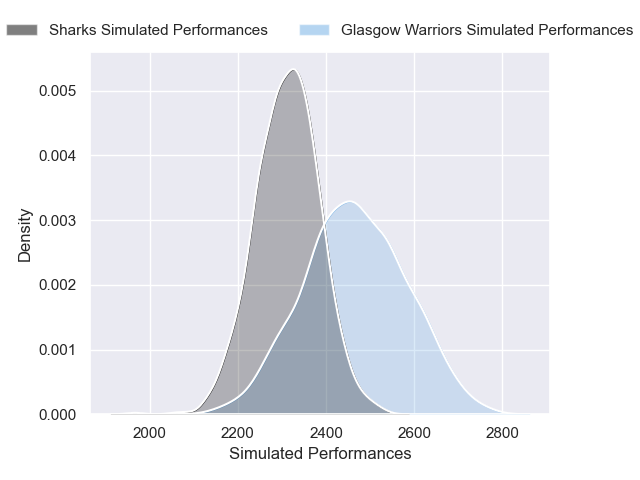 Sharks Simulated Performances Glasgow Warriors Simulated Performances
0.005
0.004
0.003
0.002
0.001
0.000
Density
2000 2200 2400 2600 2800
Simulated Performances